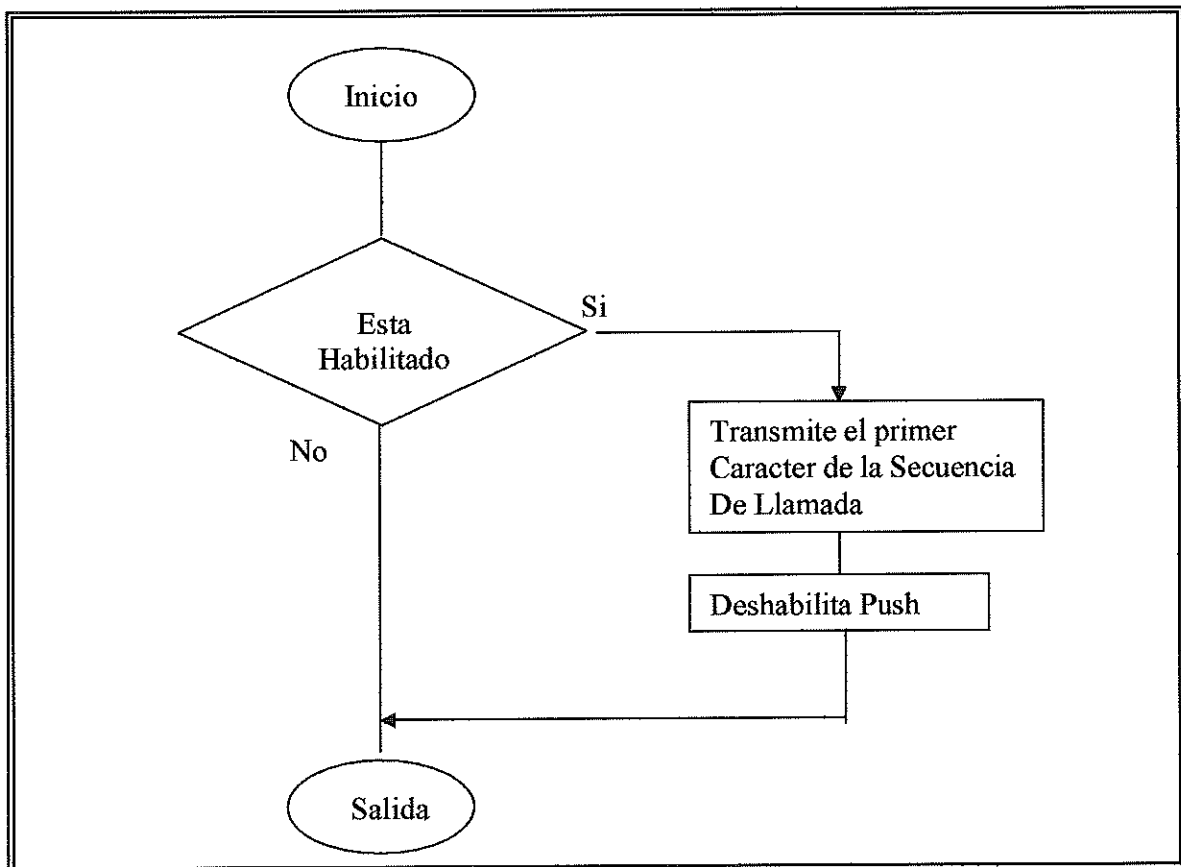 Inicio
Si
Esta
Habilitado
No
Transmite el primer
Caracter de la Secuencia
De Llamada
Deshabilita Push
Salida